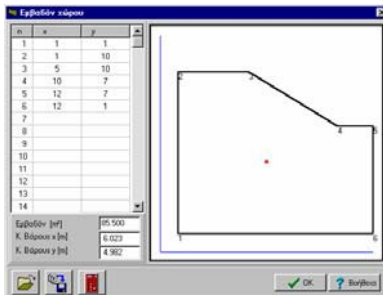 Εμβαδόν χώρου
n x y
1 1 1
2 1 10
3 5 10
4 10 7
5 12 7
6 12 1
7
8
9
10
11
12
13
14
Εμβαδόν [m²] 85.500
Κ. Βάρους x [m] 6.023
Κ. Βάρους y [m] 4.982
2 3
4 5
1 6
OK
? Βοήθεια